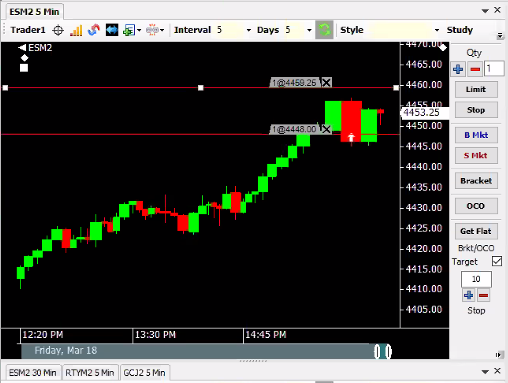 ESM2 5 Min
Trader1 Interval 5 Days 5 Style Study
ESM2
4470.00
4465.00
4460.00
4455.00
4453.25
4450.00
4445.00
4440.00
4435.00
4430.00
4425.00
4420.00
4415.00
4410.00
4405.00
1@4459.25
1@4448.00
12:20 PM 13:30 PM 14:45 PM
Friday, Mar 18
Qty
1
Limit
Stop
B Mkt
S Mkt
Bracket
OCO
Get Flat
Brkt/OCO
Target
10
Stop
ESM2 30 Min RTYM2 5 Min GCJ2 5 Min